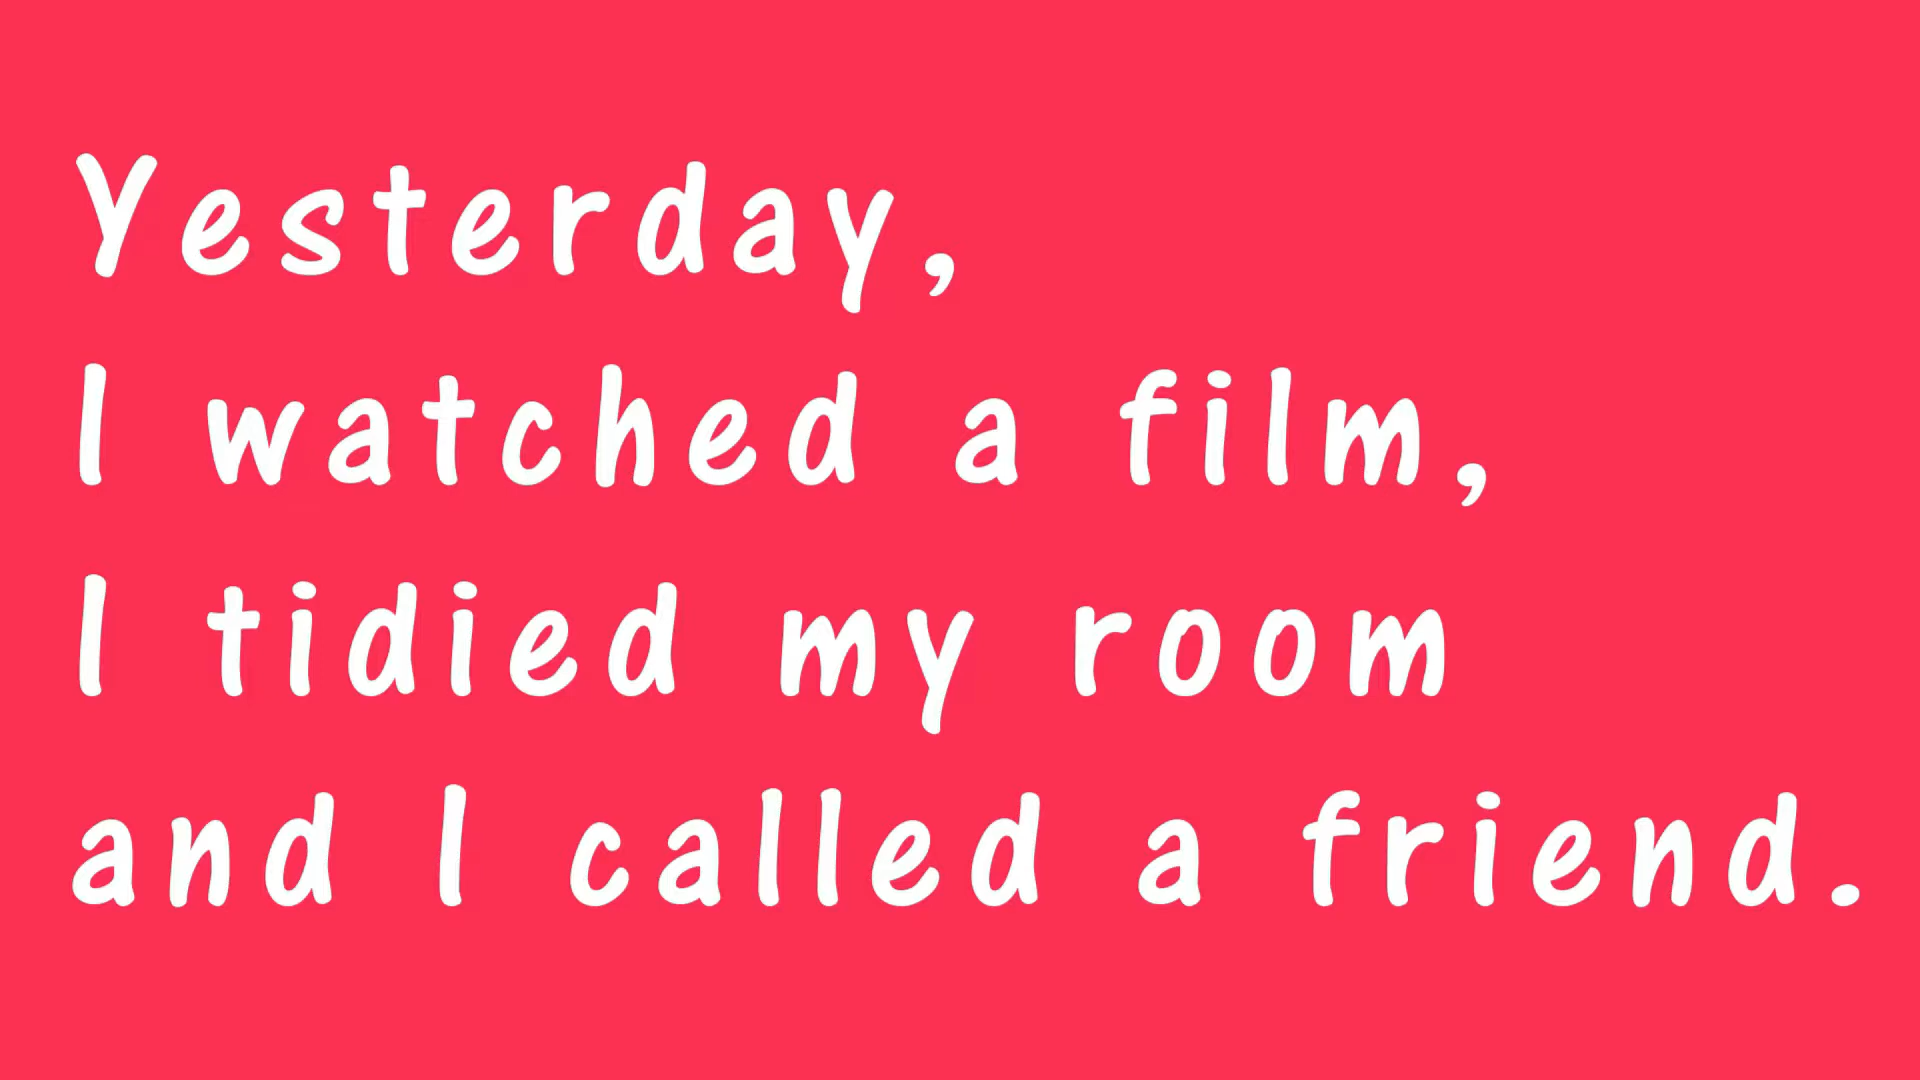 Yesterday,
I watched a film,
I tidied my room
and I called a friend.